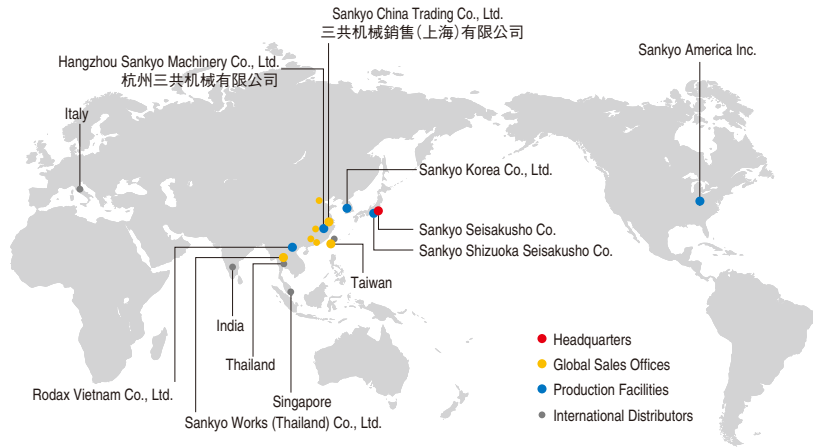 Sankyo China Trading Co., Ltd.
三共机械銷售(上海)有限公司
Sankyo America Inc.
Hangzhou Sankyo Machinery Co., Ltd.
杭州三共机械有限公司
Italy
Sankyo Korea Co., Ltd.
Sankyo Seisakusho Co.
Sankyo Shizuoka Seisakusho Co.
Taiwan
India
Thailand
Rodax Vietnam Co., Ltd.
Singapore
Sankyo Works (Thailand) Co., Ltd.
Headquarters
Global Sales Offices
Production Facilities
International Distributors